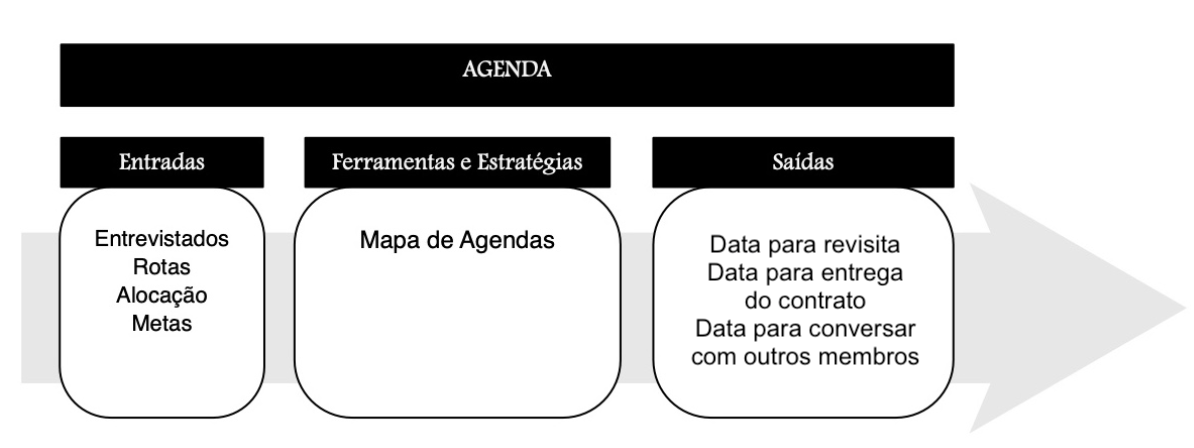 AGENDA
Entradas
Entrevistados
Rotas
Alocação
Metas
Ferramentas e Estratégias
Mapa de Agendas
Saídas
Data para revisita
Data para entrega
do contrato
Data para conversar
com outros membros